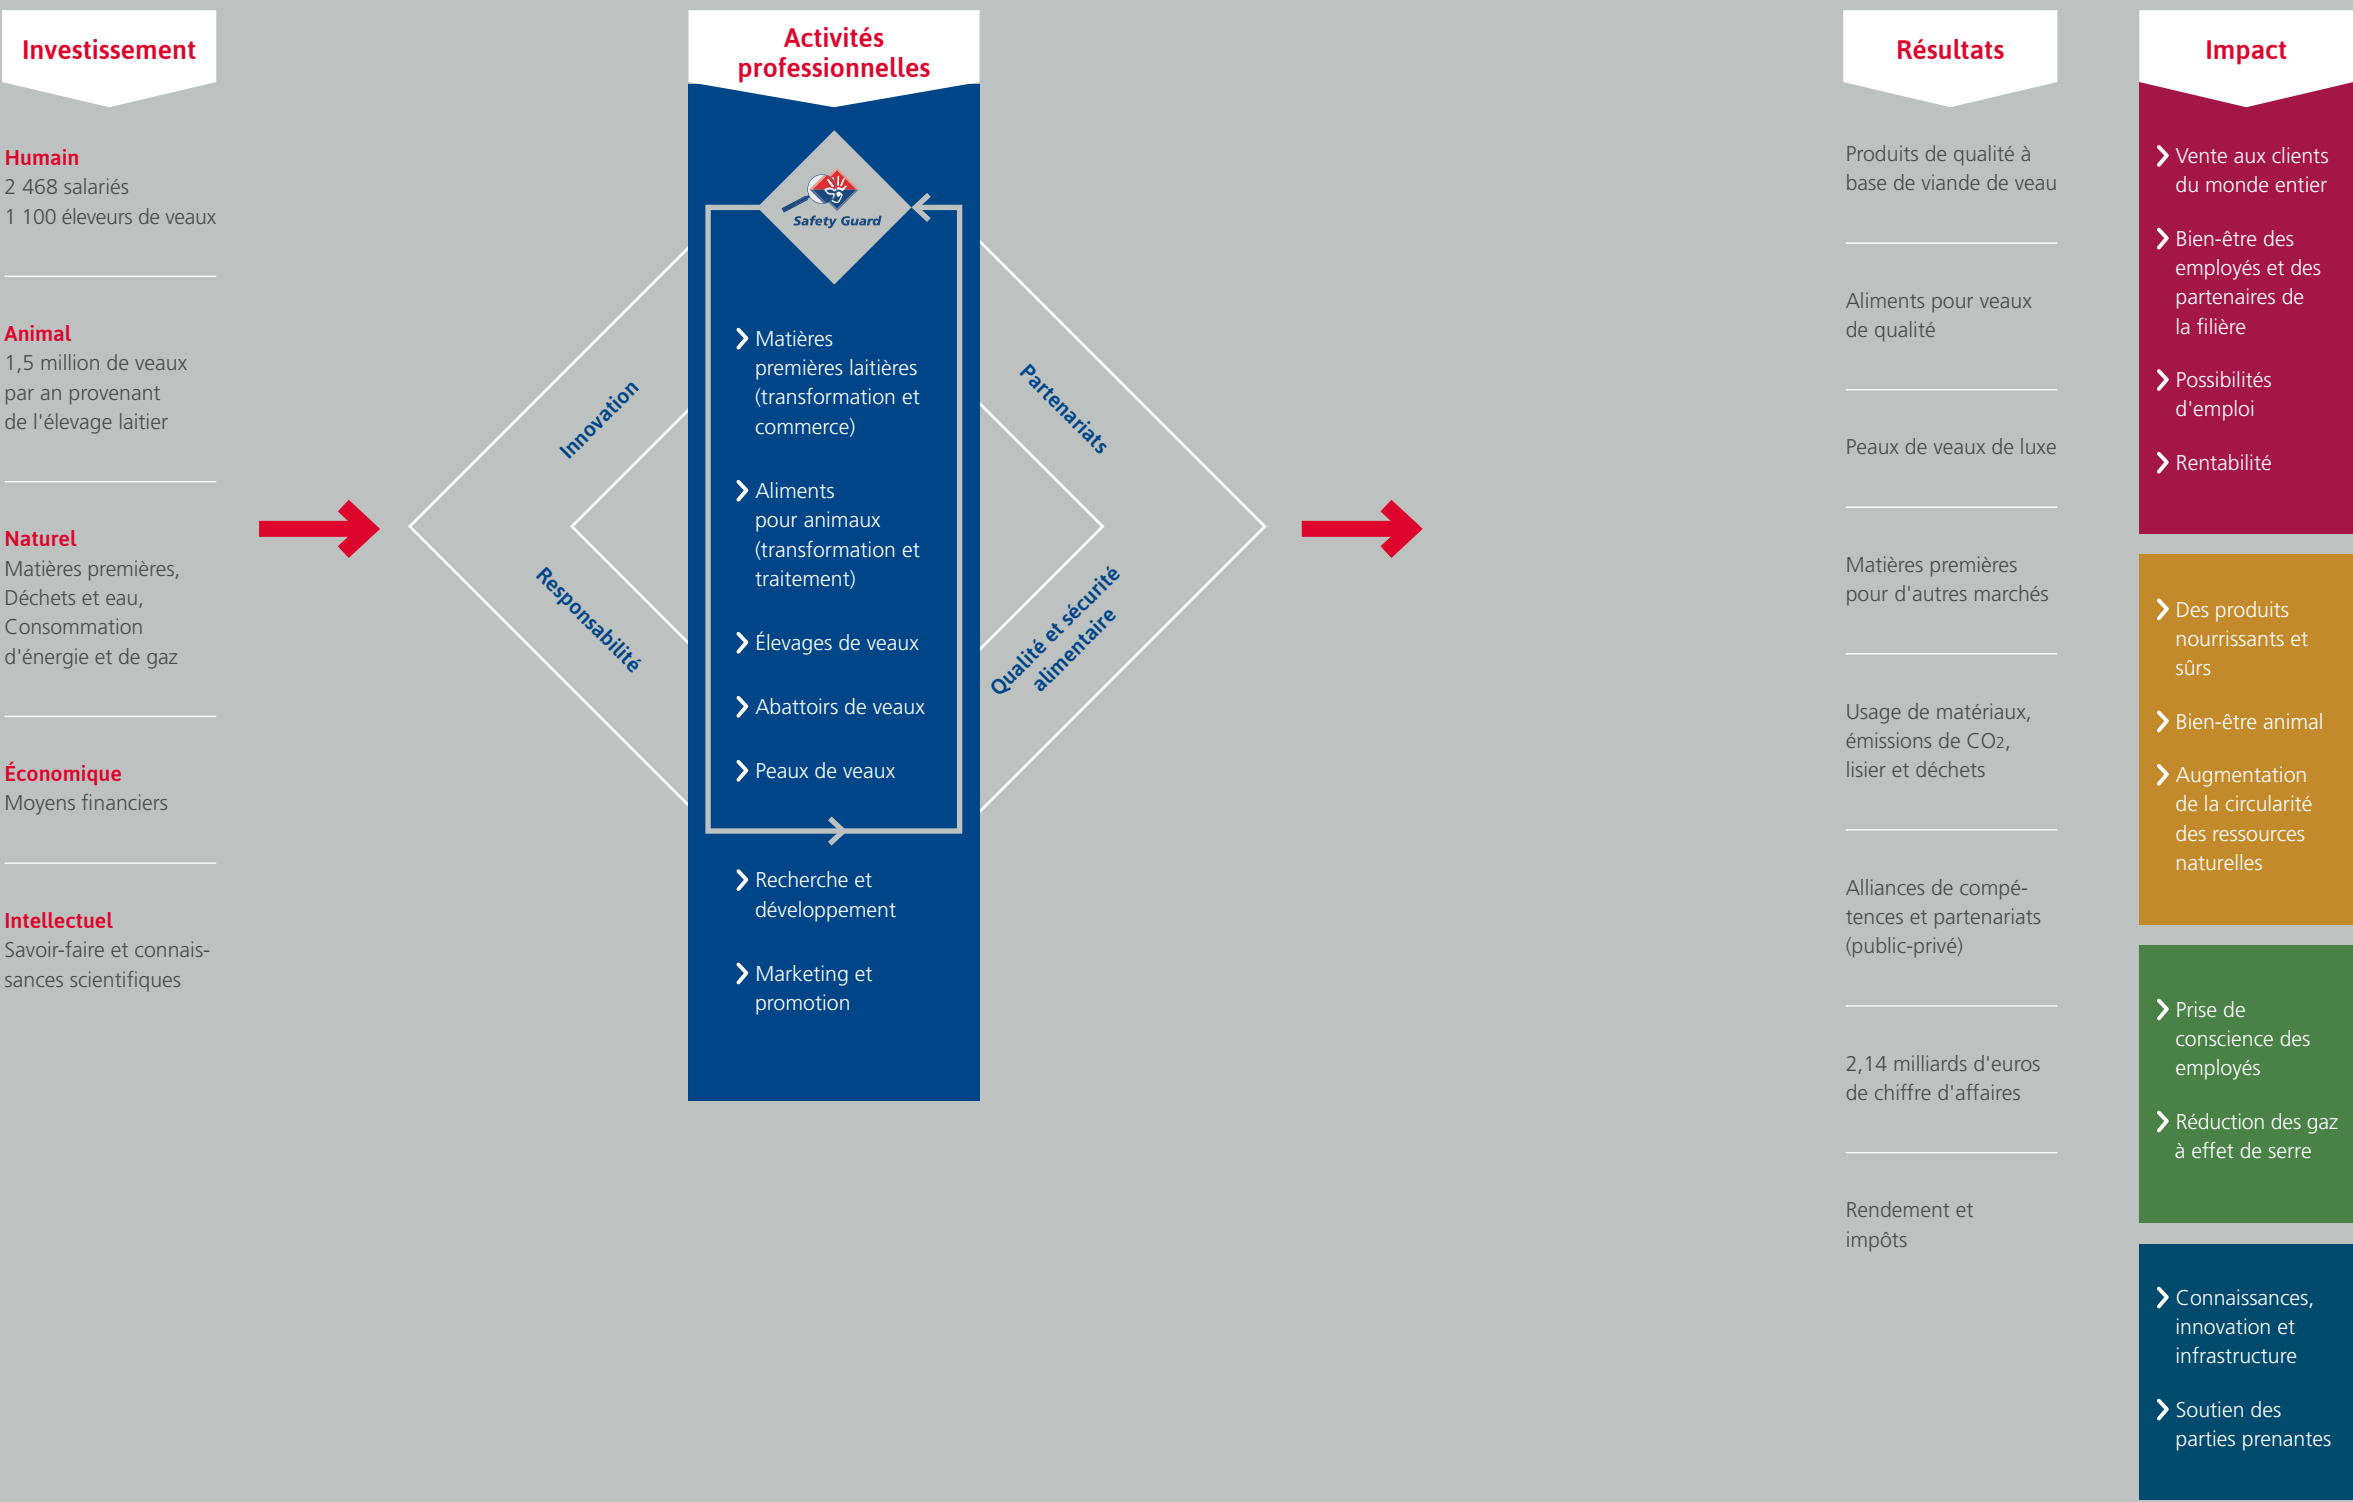 Investissement
Humain
2 468 salariés
1 100 éleveurs de veaux
Animal
1,5 million de veaux
par an provenant
de l'élevage laitier
Naturel
Matières premières,
Déchets et eau,
Consommation
d'énergie et de gaz
Économique
Moyens financiers
Intellectuel
Savoir-faire et connais-
sances scientifiques
Innovation
Responsabilité
Activités
professionnelles
Safety Guard
Matières
premières laitières
(transformation et
commerce)
Aliments
pour animaux
(transformation et
traitement)
Élevages de veaux
Abattoirs de veaux
Peaux de veaux
Recherche et
développement
Marketing et
promotion
Partenariats
Qualité et sécurité
alimentaire
Résultats
Produits de qualité à
base de viande de veau
Aliments pour veaux
de qualité
Peaux de veaux de luxe
Matières premières
pour d'autres marchés
Usage de matériaux,
émissions de CO2,
lisier et déchets
Alliances de compé-
tences et partenariats
(public-privé)
2,14 milliards d'euros
de chiffre d'affaires
Rendement et
impôts
Impact
Vente aux clients
du monde entier
Bien-être des
employés et des
partenaires de
la filière
Possibilités
d'emploi
Rentabilité
Des produits
nourrissants et
sûrs
Bien-être animal
Augmentation
de la circularité
des ressources
naturelles
Prise de
conscience des
employés
Réduction des gaz
à effet de serre
Connaissances,
innovation et
infrastructure
Soutien des
parties prenantes